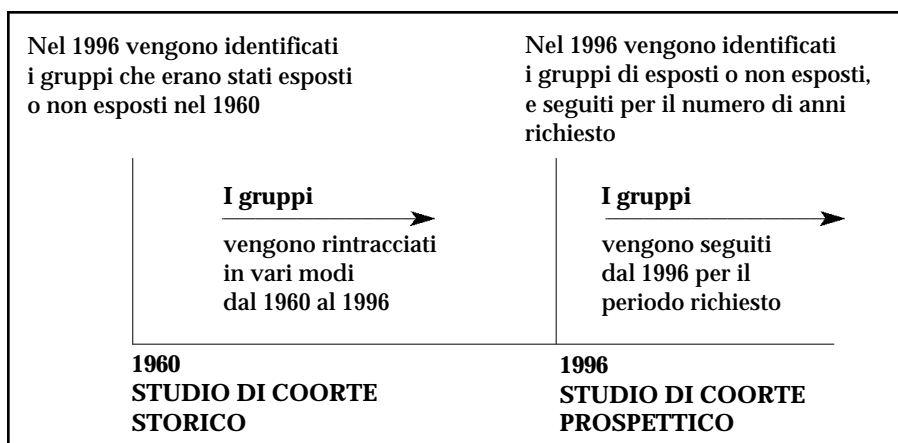 Nel 1996 vengono identificati
i gruppi che erano stati esposti
o non esposti nel 1960
Nel 1996 vengono identificati
i gruppi di esposti o non esposti,
e seguiti per il numero di anni
richiesto
I gruppi
vengono rintracciati
in vari modi
dal 1960 al 1996
I gruppi
vengono seguiti
dal 1996 per il
periodo richiesto
1960
STUDIO DI COORTE
STORICO
1996
STUDIO DI COORTE
PROSPETTICO